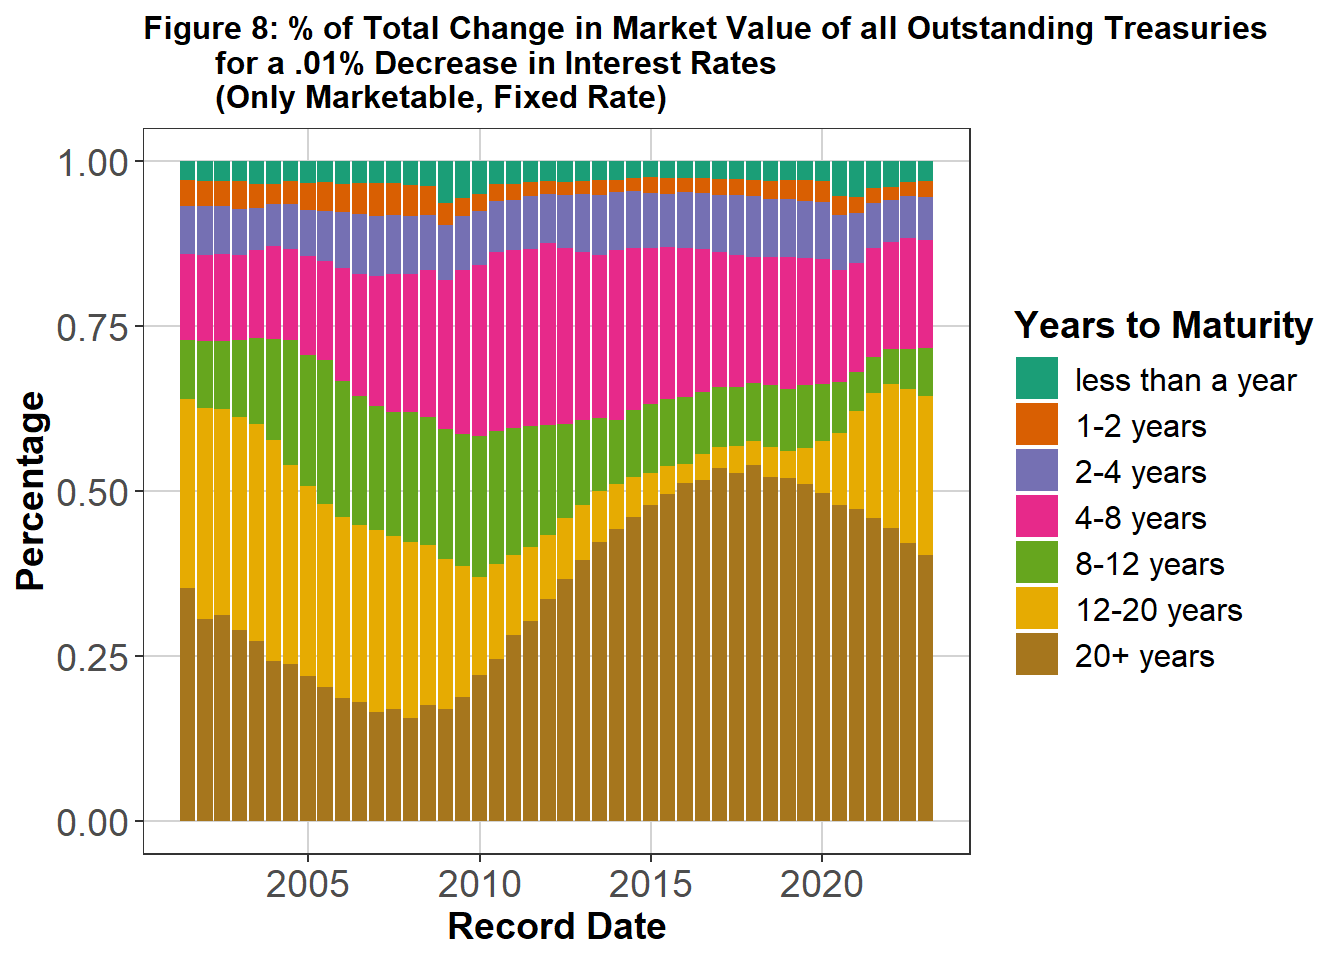 Figure 8: % of Total Change in Market Value of all Outstanding Treasuries
for a .01% Decrease in Interest Rates
(Only Marketable, Fixed Rate)
1.00
0.75
0.50
0.25
0.00
Percentage
2005 2010 2015 2020
Record Date
Years to Maturity
less than a year
1-2 years
2-4 years
4-8 years
8-12 years
12-20 years
20+ years